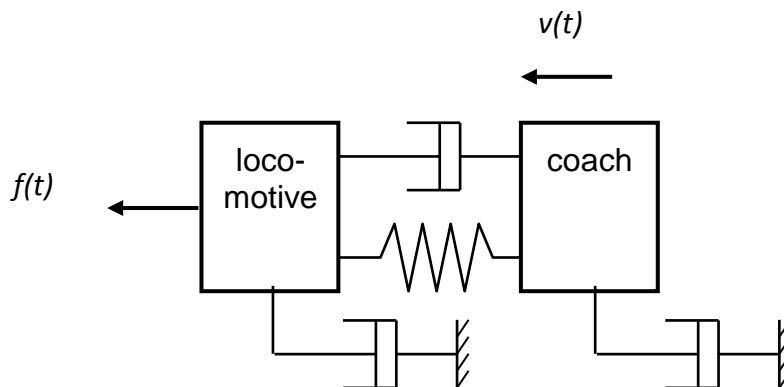 v(t)
loco-
motive
coach
f(t)